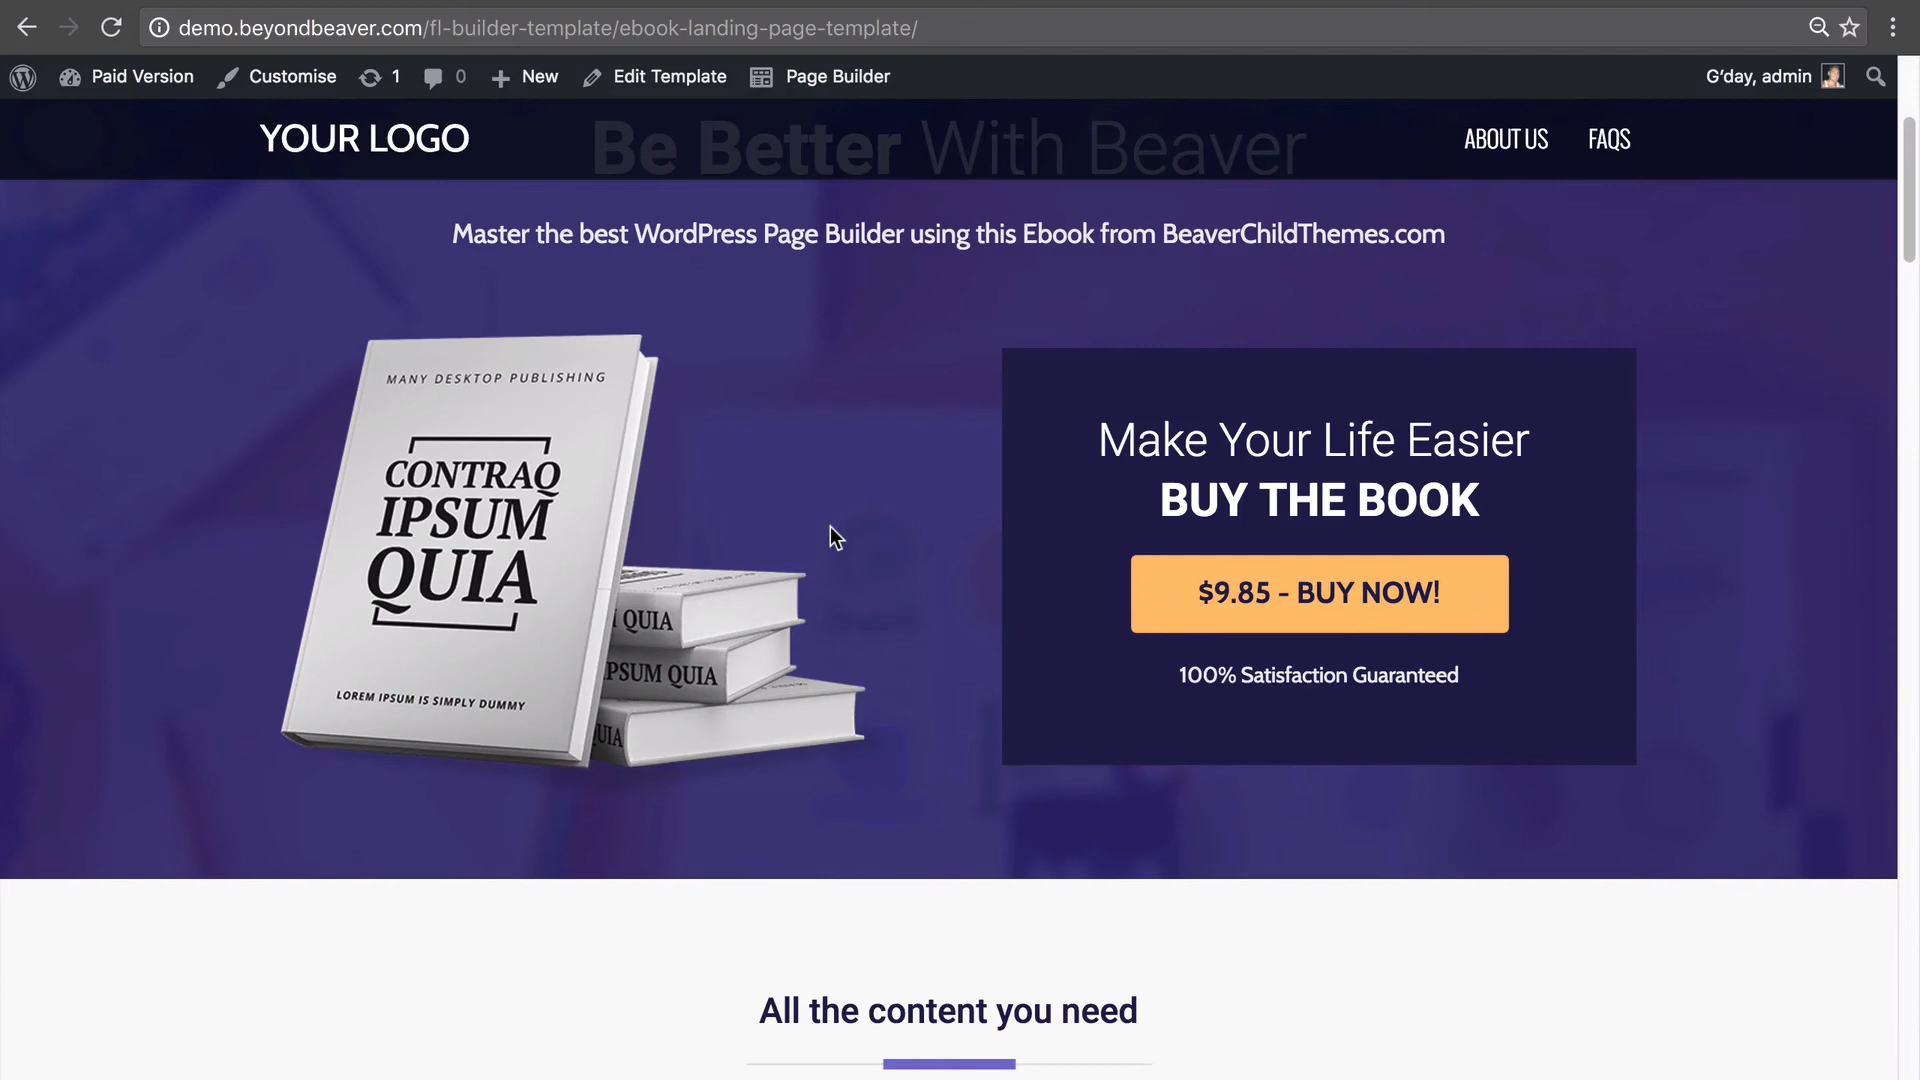 demo.beyondbeaver.com/fl-builder-template/ebook-landing-page-template/
Paid Version Customise 1 0 New Edit Template Page Builder G'day, admin
YOUR LOGO Be Better With Beaver ABOUT US FAQS
Master the best WordPress Page Builder using this Ebook from BeaverChildThemes.com
MANY DESKTOP PUBLISHING
CONTRAQ
IPSUM
QUIA
LOREM IPSUM IS SIMPLY DUMMY
QUIA
IPSUM QUIA
QUIA
Make Your Life Easier
BUY THE BOOK
$9.85 - BUY NOW!
100% Satisfaction Guaranteed
All the content you need